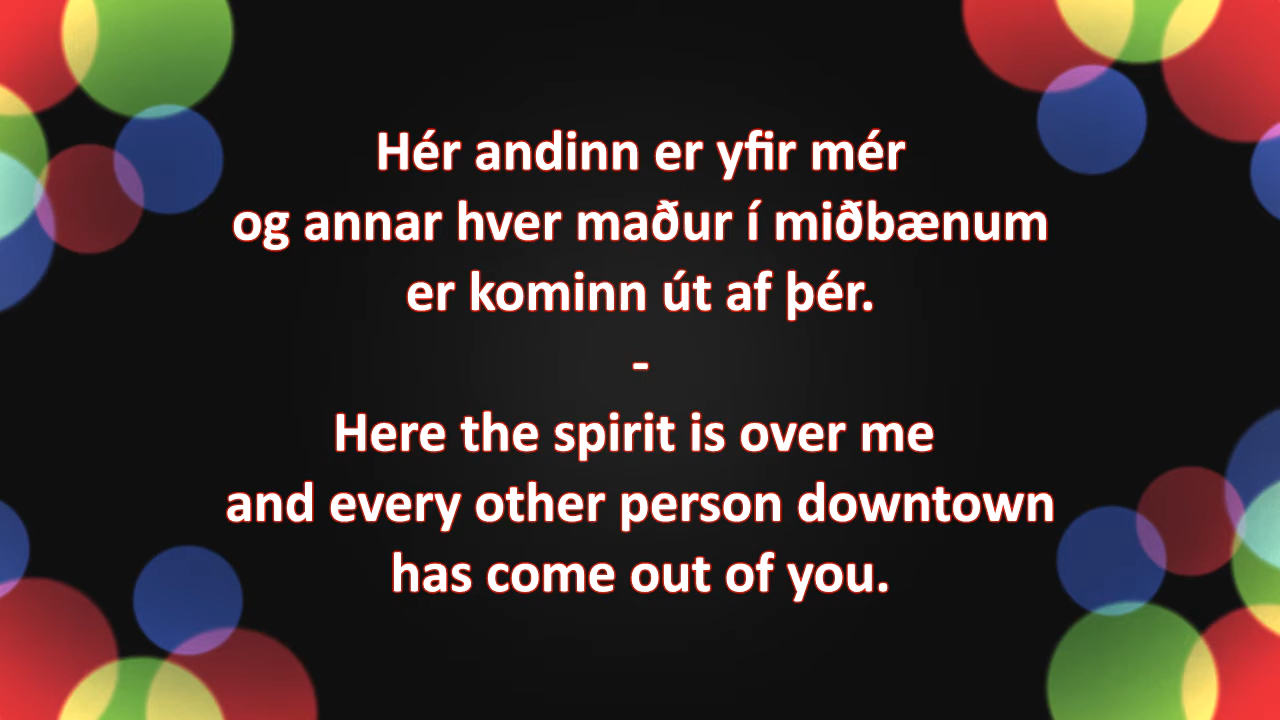 Hér andinn er yfir mér
og annar hver maður í miðbænum
er kominn út af þér.
-
Here the spirit is over me
and every other person downtown
has come out of you.